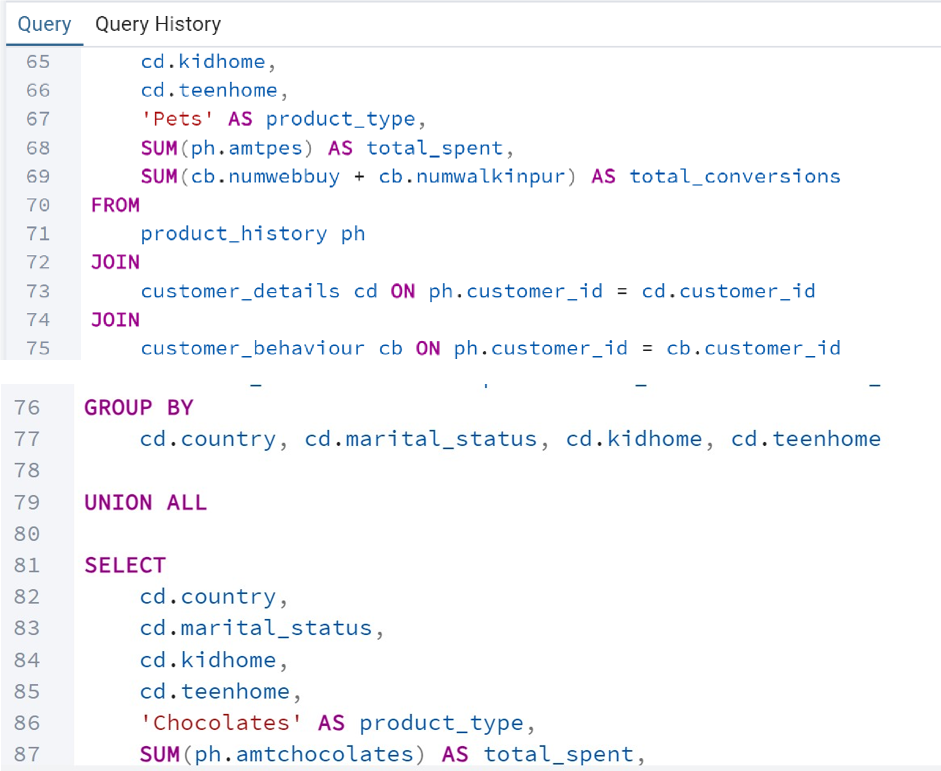 Query Query History
65 cd.kidhome,
66 cd.teenhome,
67 'Pets' AS product_type,
68 SUM(ph.amtpes) AS total_spent,
69 SUM(cb.numwebbuy + cb.numwalkinpur) AS total_conversions
70 FROM
71 product_history ph
72 JOIN
73 customer_details cd ON ph.customer_id = cd.customer_id
74 JOIN
75 customer_behaviour cb ON ph.customer_id = cb.customer_id
76 GROUP BY
77 cd.country, cd.marital_status, cd.kidhome, cd.teenhome
78
79 UNION ALL
80
81 SELECT
82 cd.country,
83 cd.marital_status,
84 cd.kidhome,
85 cd.teenhome,
86 'Chocolates' AS product_type,
87 SUM(ph.amtchocolates) AS total_spent,